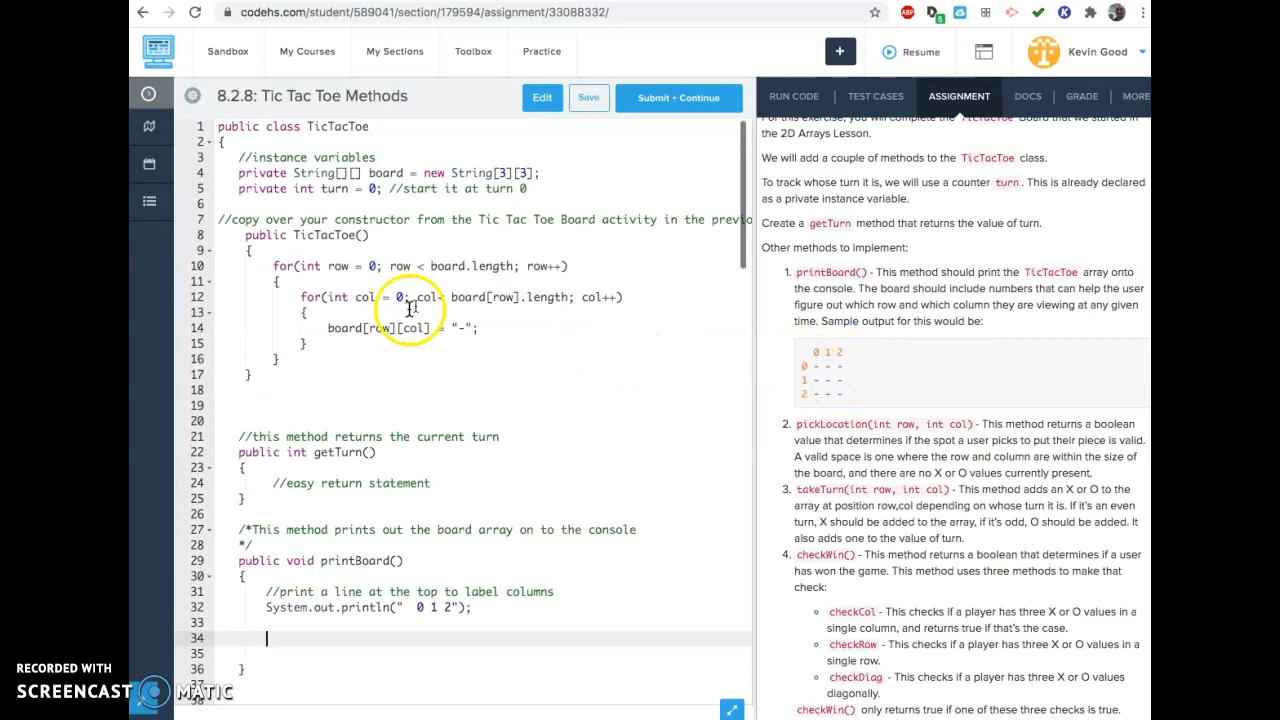 codehs.com/student/589041/section/179594/assignment/33088332/
Sandbox My Courses My Sections Toolbox Practice + Resume Kevin Good
8.2.8: Tic Tac Toe Methods Edit Save Submit + Continue RUN CODE TEST CASES ASSIGNMENT DOCS GRADE MORE
1 public class TicTacToe
2 {
3 //instance variables
4 private String[][] board = new String[3][3];
5 private int turn = 0; //start it at turn 0
6
7 //copy over your constructor from the Tic Tac Toe Board activity in the previo
8 public TicTacToe()
9 {
10 for(int row = 0; row < board.length; row++)
11 {
12 for(int col = 0; col< board[row].length; col++)
13 {
14 board[row][col] = "-";
15 }
16 }
17 }
18
19
20
21 //this method returns the current turn
22 public int getTurn()
23 {
24 //easy return statement
25 }
26
27 /*This method prints out the board array on to the console
28 */
29 public void printBoard()
30 {
31 //print a line at the top to label columns
32 System.out.println("  0 1 2");
33
34
35
36 }
37
For this exercise, you will complete the TicTacToe Board that we started in
the 2D Arrays Lesson.
We will add a couple of methods to the TicTacToe class.
To track whose turn it is, we will use a counter turn. This is already declared
as a private instance variable.
Create a getTurn method that returns the value of turn.
Other methods to implement:
1. printBoard() - This method should print the TicTacToe array onto
the console. The board should include numbers that can help the user
figure out which row and which column they are viewing at any given
time. Sample output for this would be:
0 1 2
0 - - -
1 - - -
2 - - -
2. pickLocation(int row, int col) - This method returns a boolean
value that determines if the spot a user picks to put their piece is valid.
A valid space is one where the row and column are within the size of
the board, and there are no X or O values currently present.
3. takeTurn(int row, int col) - This method adds an X or O to the
array at position row,col depending on whose turn it is. If it's an even
turn, X should be added to the array, if it's odd, O should be added. It
also adds one to the value of turn.
4. checkWin() - This method returns a boolean that determines if a user
has won the game. This method uses three methods to make that
check:
checkCol - This checks if a player has three X or O values in a
single column, and returns true if that's the case.
checkRow - This checks if a player has three X or O values in a
single row.
checkDiag - This checks if a player has three X or O values
diagonally.
checkWin() only returns true if one of these three checks is true.
RECORDED WITH
SCREENCAST MATIC